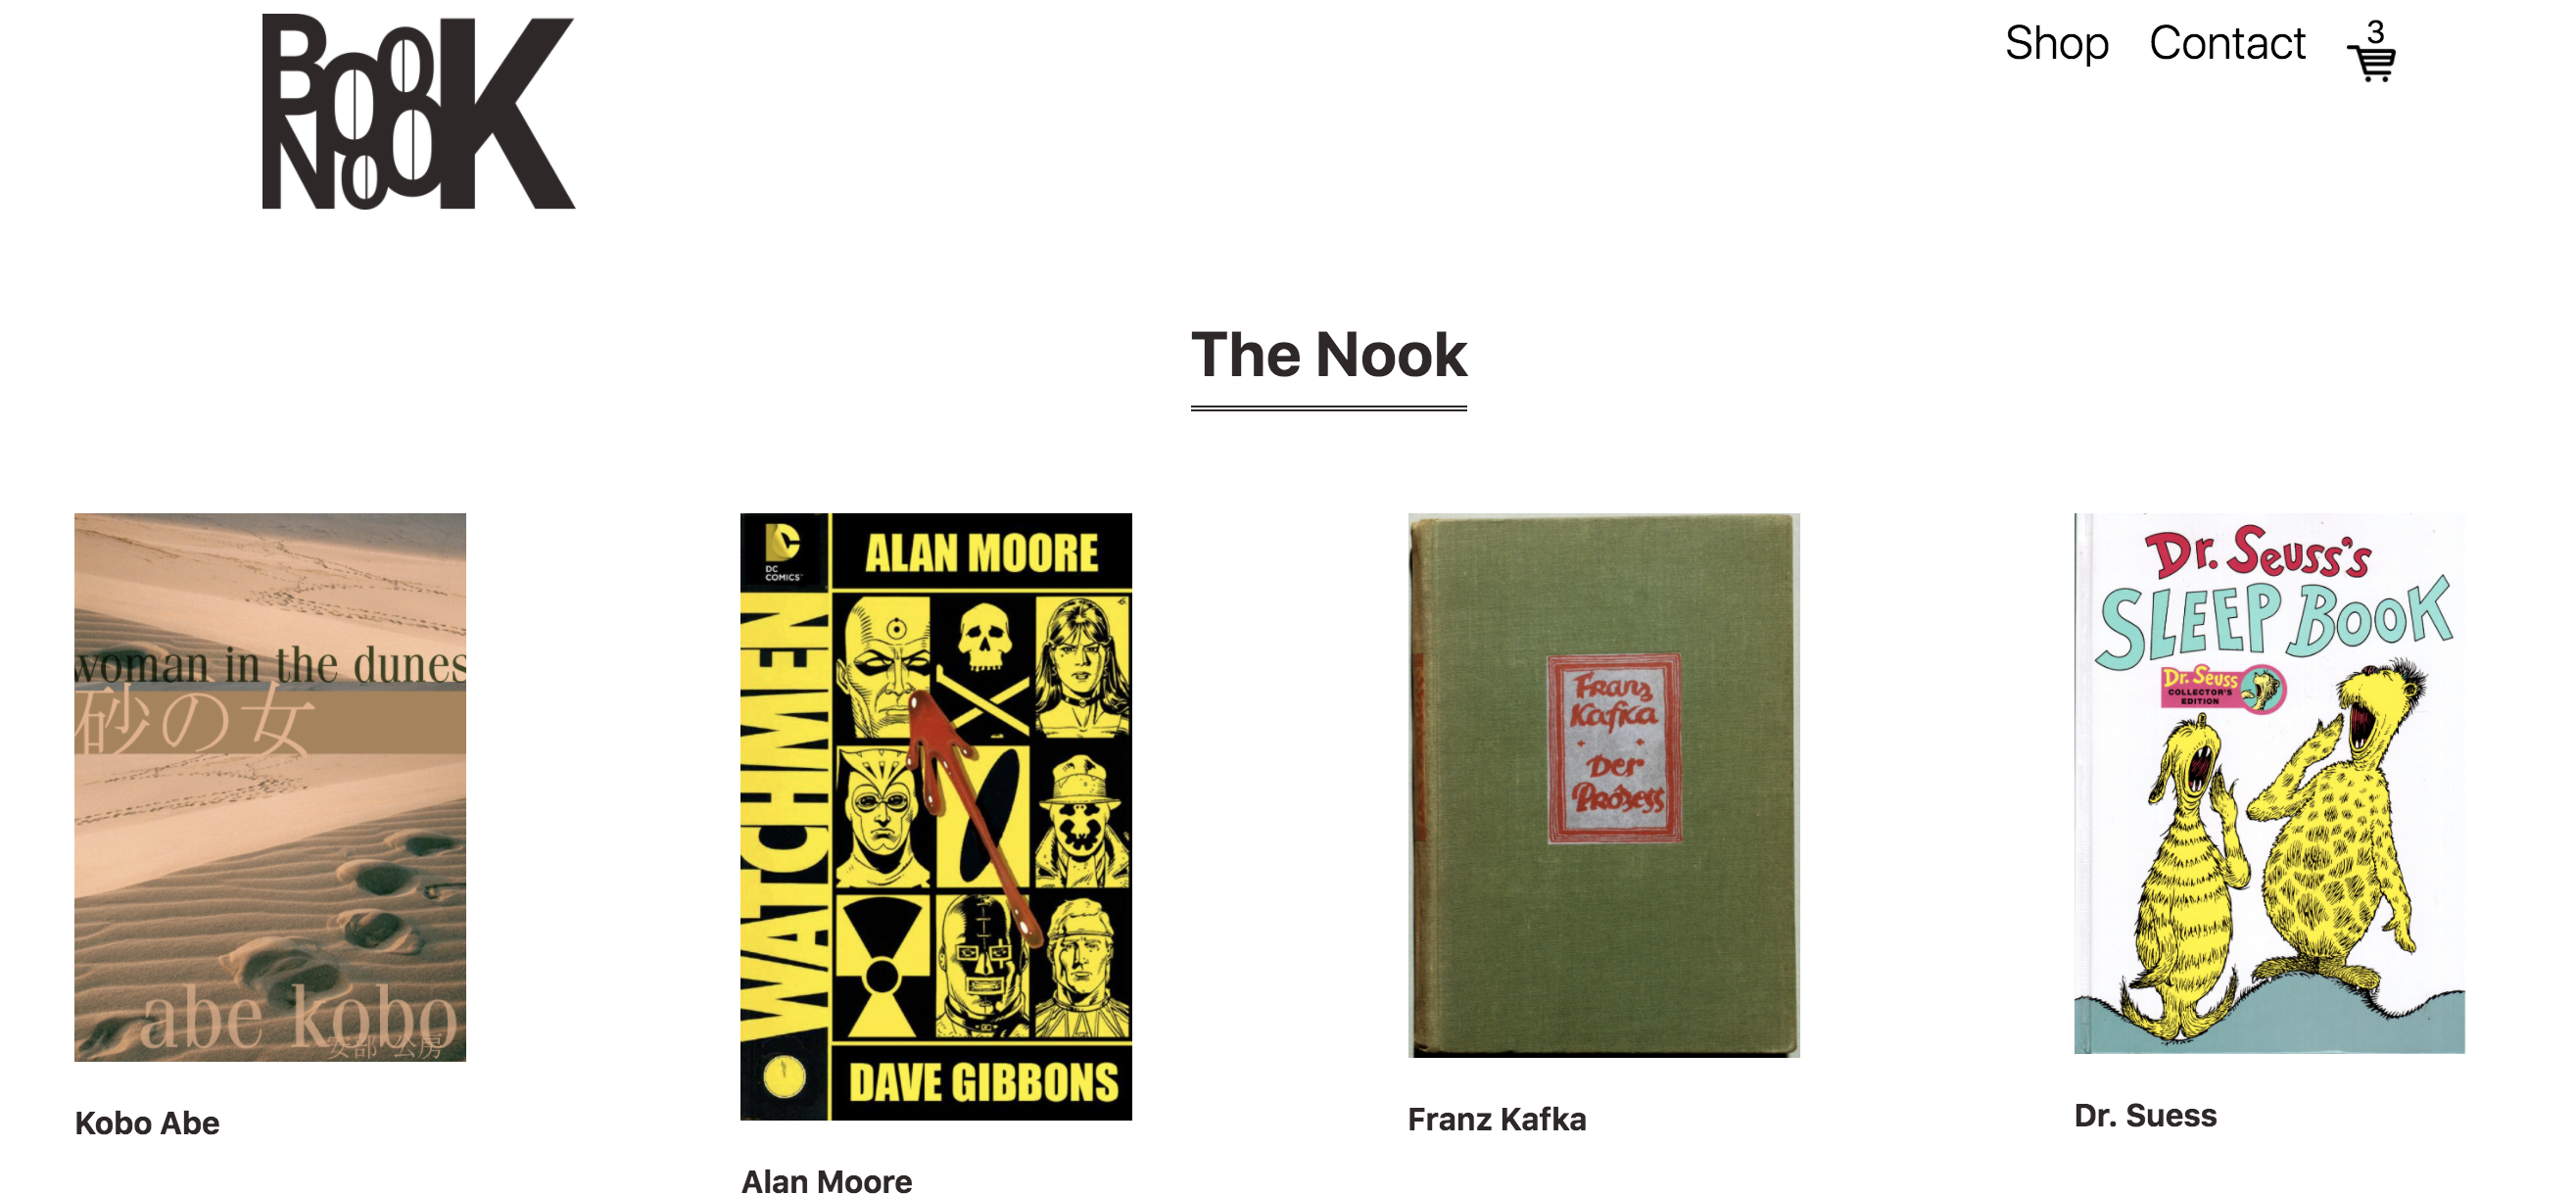 BOOK
NOOK
Shop Contact 3
The Nook
woman in the dunes
砂の女
abe kobo
安部 公房
Kobo Abe
DC
COMICS™
ALAN MOORE
WATCHMEN
DAVE GIBBONS
Alan Moore
Franz
Kafka
Der
Prozess
Franz Kafka
Dr. Seuss's
SLEEP BOOK
Dr. Seuss
COLLECTOR'S
EDITION
Dr. Suess